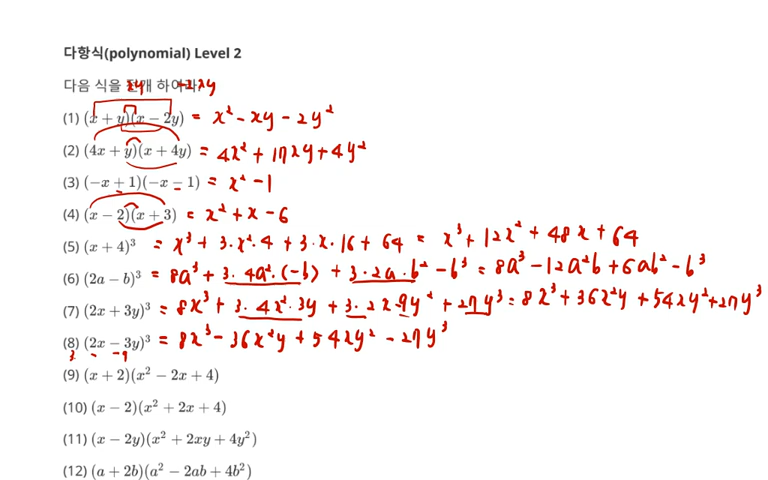 다항식(polynomial) Level 2
다음 식을 전개 하여라. xy -2xy
(1) (x + y)(x − 2y) = x² - xy - 2y²
(2) (4x + y)(x + 4y) = 4x² + 17xy + 4y²
(3) (−x + 1)(−x − 1) = x² - 1
(4) (x − 2)(x + 3) = x² + x - 6
(5) (x + 4)³ = x³ + 3·x²·4 + 3·x·16 + 64 = x³ + 12x² + 48x + 64
(6) (2a − b)³ = 8a³ + 3·4a²·(-b) + 3·2a·b² - b³ = 8a³ - 12a²b + 6ab² - b³
(7) (2x + 3y)³ = 8x³ + 3·4x²·3y + 3·2x·9y² + 27y³ = 8x³ + 36x²y + 54xy² + 27y³
(8) (2x − 3y)³ = 8x³ - 36x²y + 54xy² - 27y³
(9) (x + 2)(x² − 2x + 4)
(10) (x − 2)(x² + 2x + 4)
(11) (x − 2y)(x² + 2xy + 4y²)
(12) (a + 2b)(a² − 2ab + 4b²)